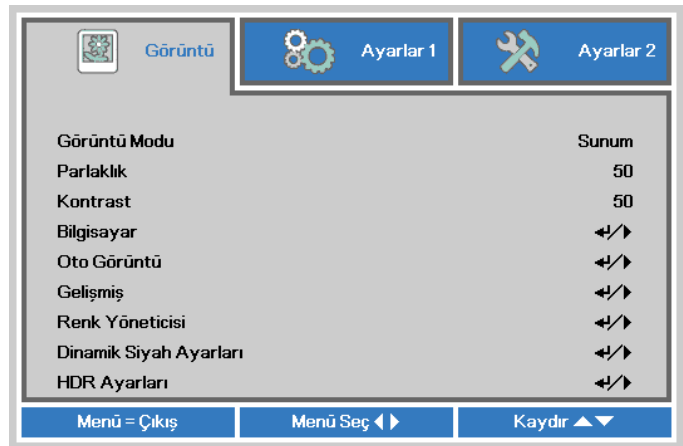 Görüntü Ayarlar 1 Ayarlar 2
Görüntü Modu Sunum
Parlaklık 50
Kontrast 50
Bilgisayar
Oto Görüntü
Gelişmiş
Renk Yöneticisi
Dinamik Siyah Ayarları
HDR Ayarları
Menü = Çıkış Menü Seç Kaydır